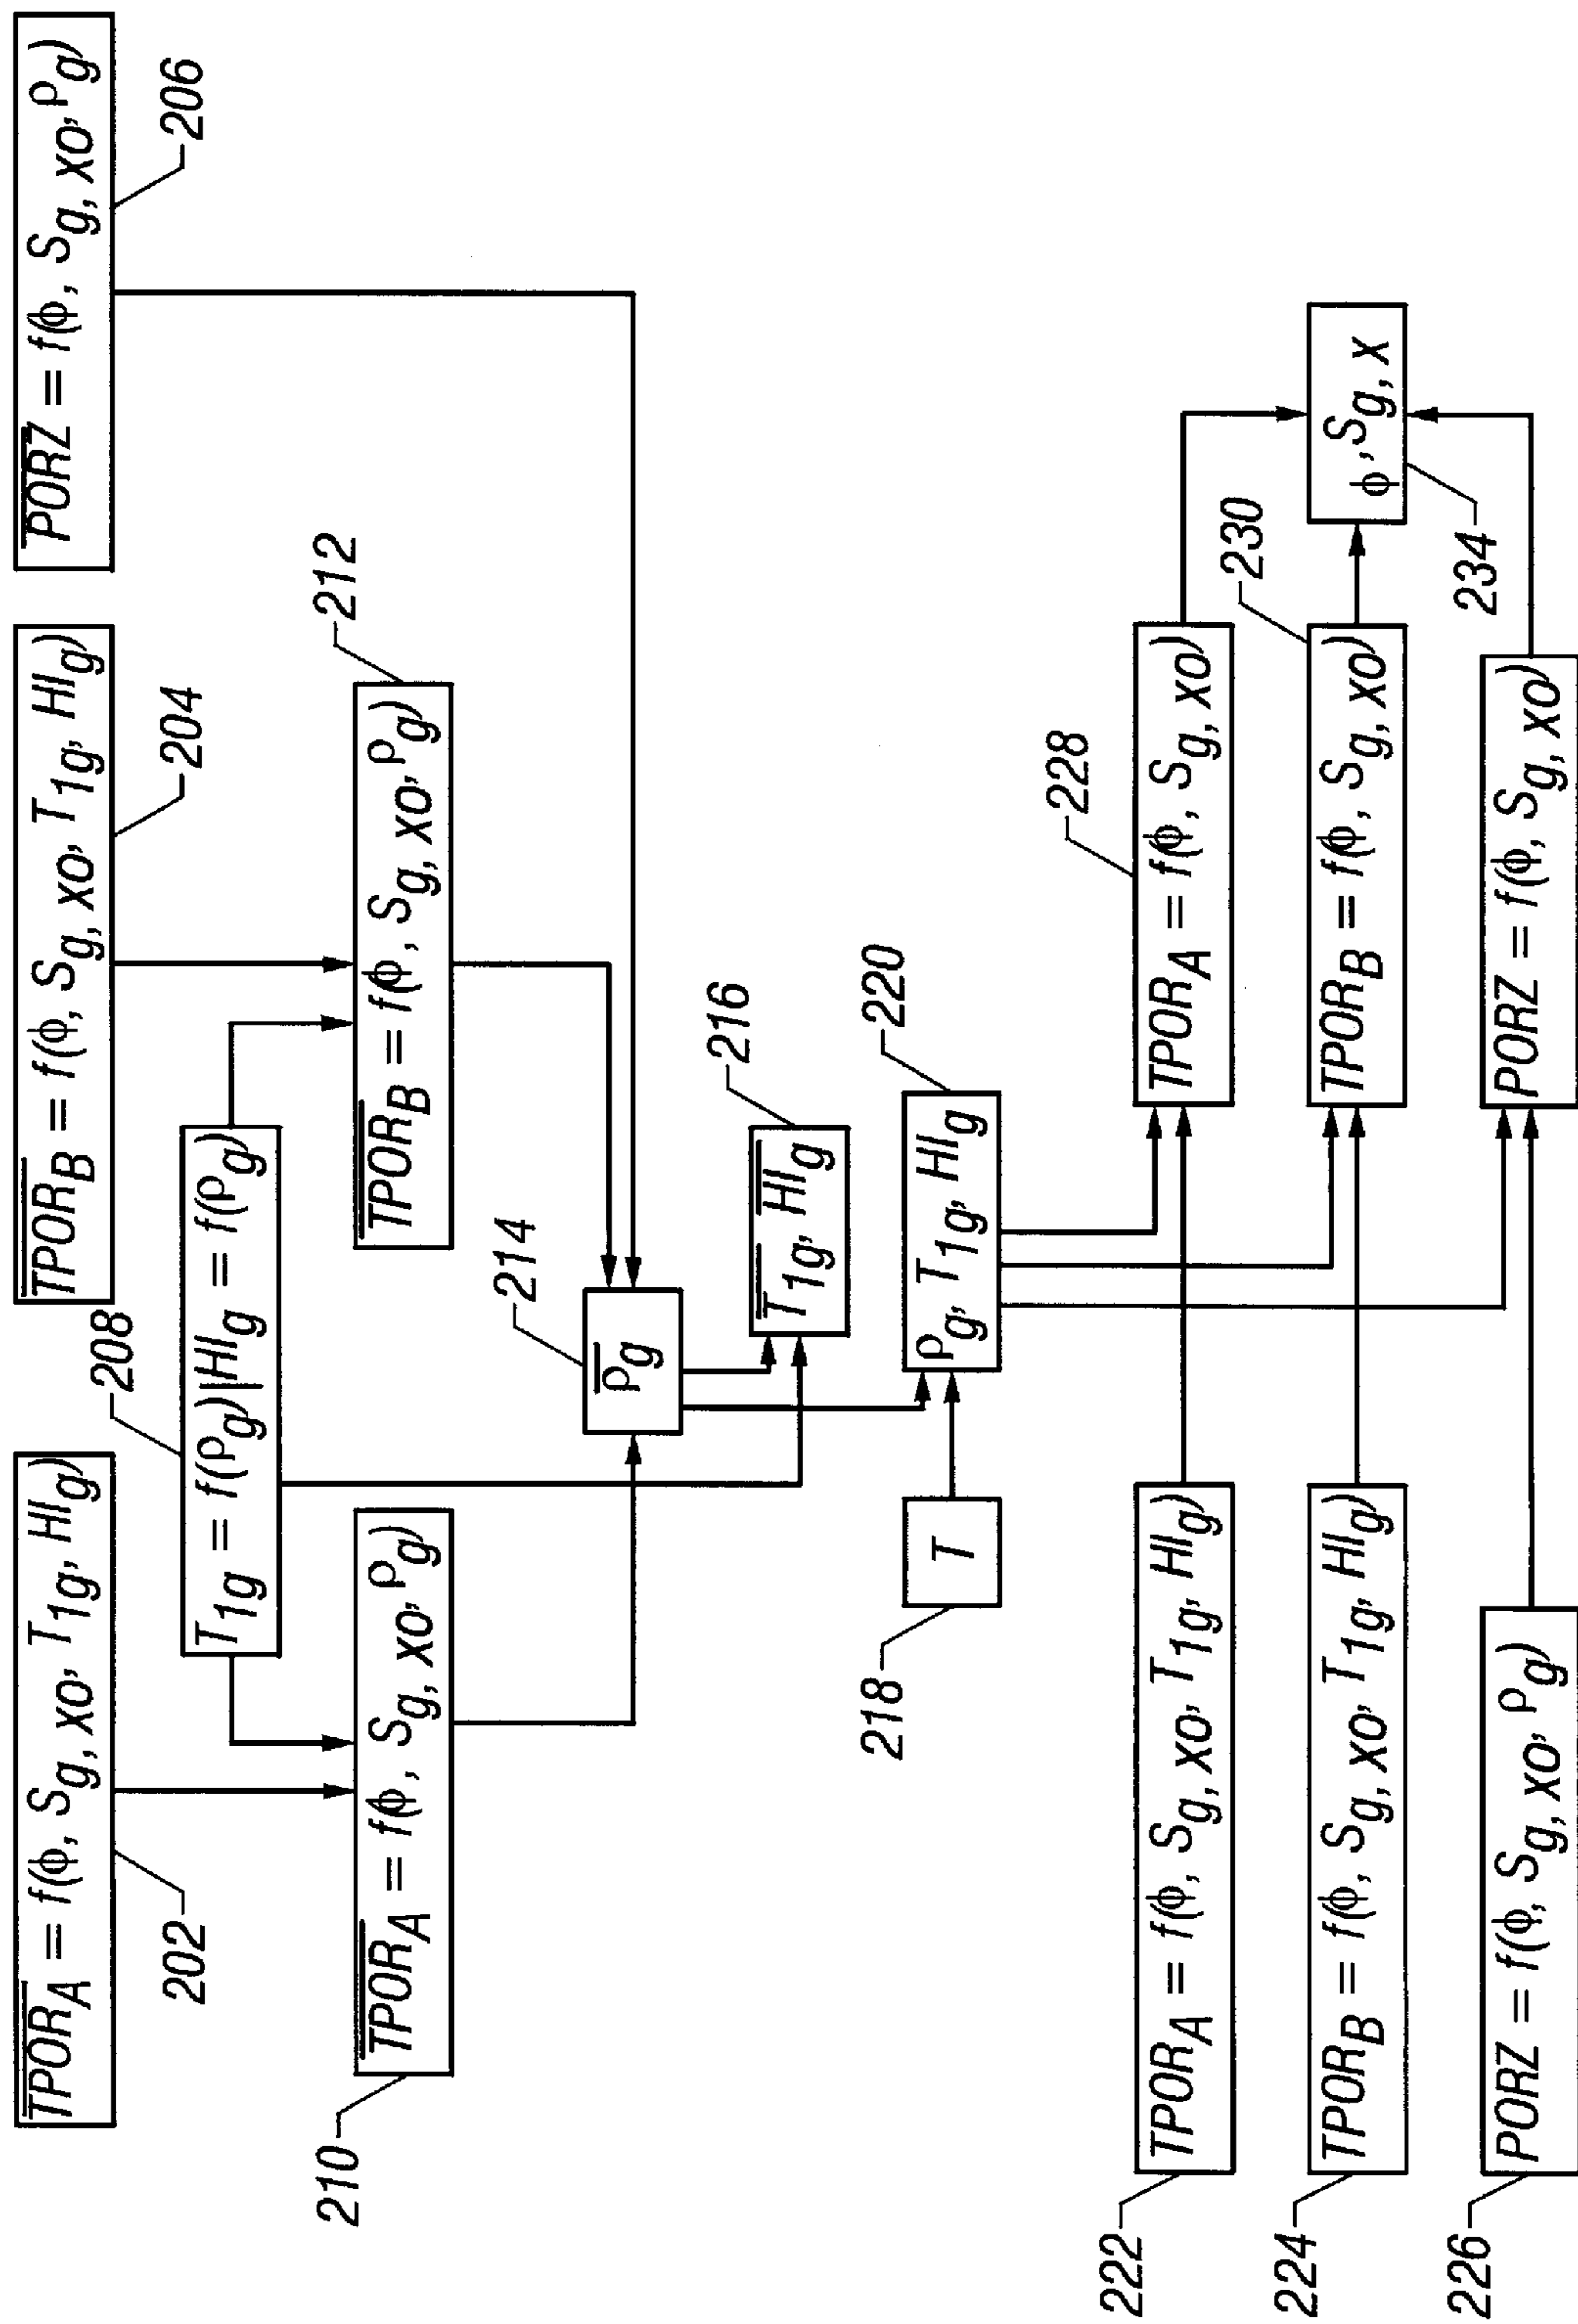 TPOR_A = f(ϕ, S_g, xo, T_1g, HI_g)
202
TPOR_B = f(ϕ, S_g, xo, T_1g, HI_g)
204
PORZ = f(ϕ, S_g, xo, ρ_g)
206
208
T_1g = f(ρ_g)|HI_g = f(ρ_g)
210
TPOR_A = f(ϕ, S_g, xo, ρ_g)
212
TPOR_B = f(ϕ, S_g, xo, ρ_g)
214
ρ̅_g
216
T̅_1g, H̅I̅_g
218
T
220
ρ_g, T_1g, HI_g
222
TPOR_A = f(ϕ, S_g, xo, T_1g, HI_g)
228
TPOR_A = f(ϕ, S_g, xo)
224
TPOR_B = f(ϕ, S_g, xo, T_1g, HI_g)
230
TPOR_B = f(ϕ, S_g, xo)
ϕ, S_g, x
234
226
PORZ = f(ϕ, S_g, xo, ρ_g)
PORZ = f(ϕ, S_g, xo)